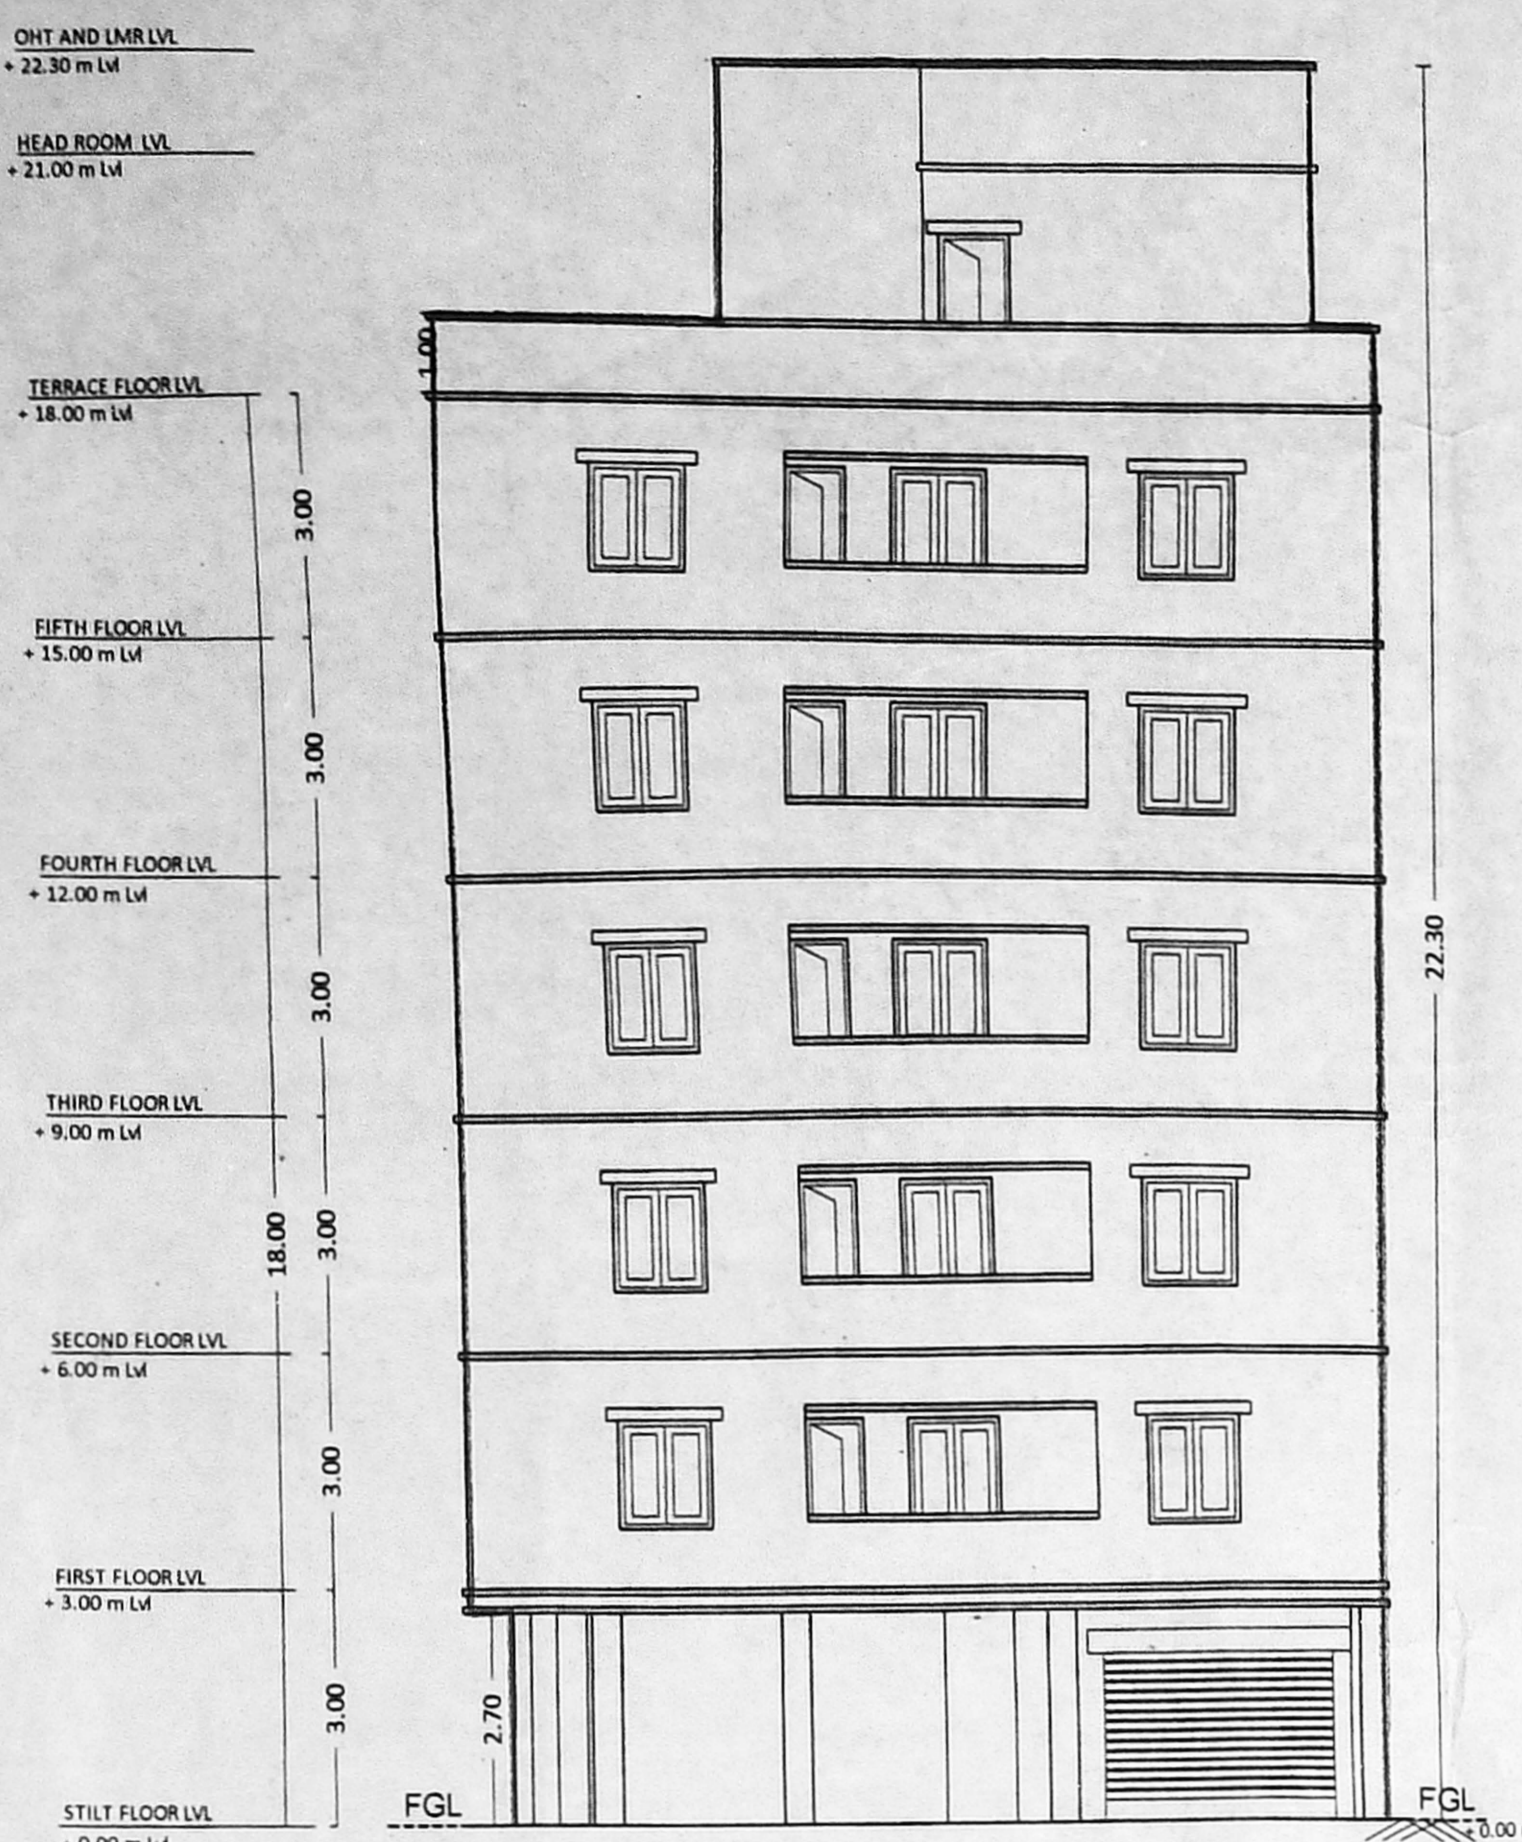 OHT AND LMR LVL
+ 22.30 m Lvl
HEAD ROOM LVL
+ 21.00 m Lvl
1.00
TERRACE FLOOR LVL
+ 18.00 m Lvl
3.00
FIFTH FLOOR LVL
+ 15.00 m Lvl
3.00
FOURTH FLOOR LVL
+ 12.00 m Lvl
22.30
3.00
THIRD FLOOR LVL
+ 9.00 m Lvl
18.00
3.00
SECOND FLOOR LVL
+ 6.00 m Lvl
3.00
FIRST FLOOR LVL
+ 3.00 m Lvl
3.00
2.70
FGL
FGL
STILT FLOOR LVL
+ 0.00